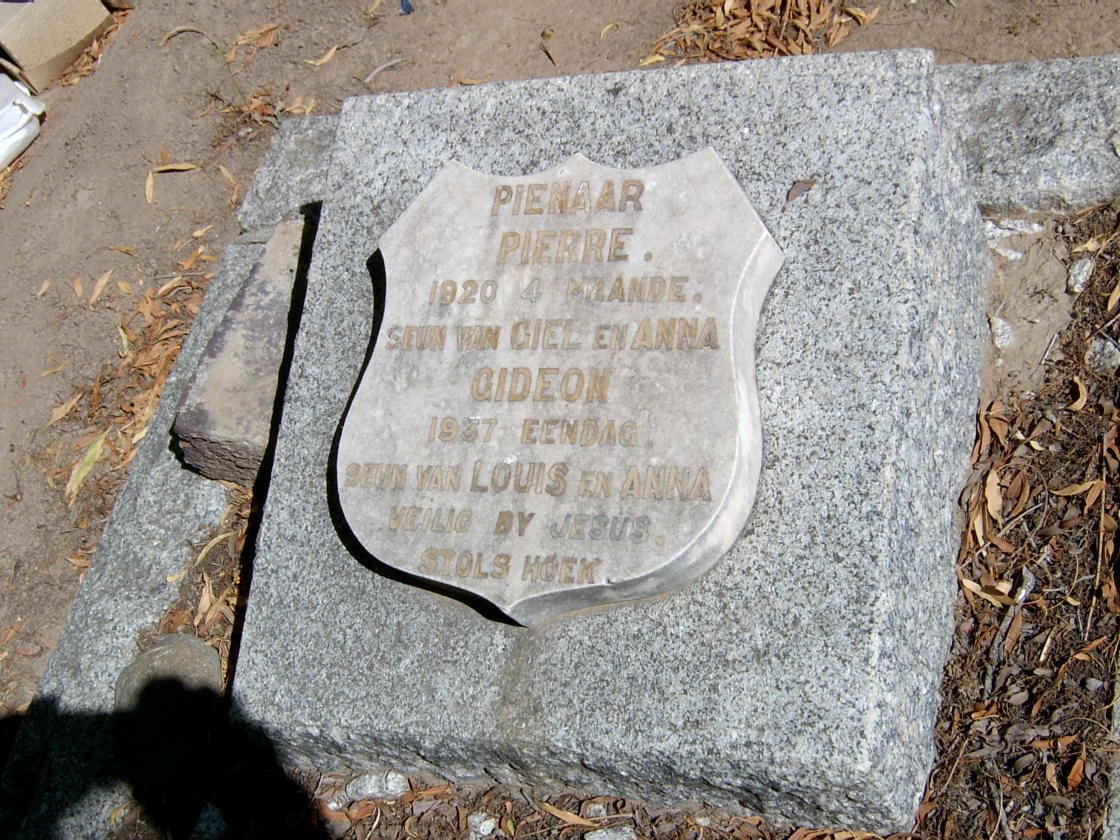 PIENAAR
PIERRE.
1920 4 MAANDE.
SEUN VAN GIEL EN ANNA
GIDEON
1937 EENDAG.
SEUN VAN LOUIS EN ANNA
VEILIG BY JESUS.
STOLS HOEK